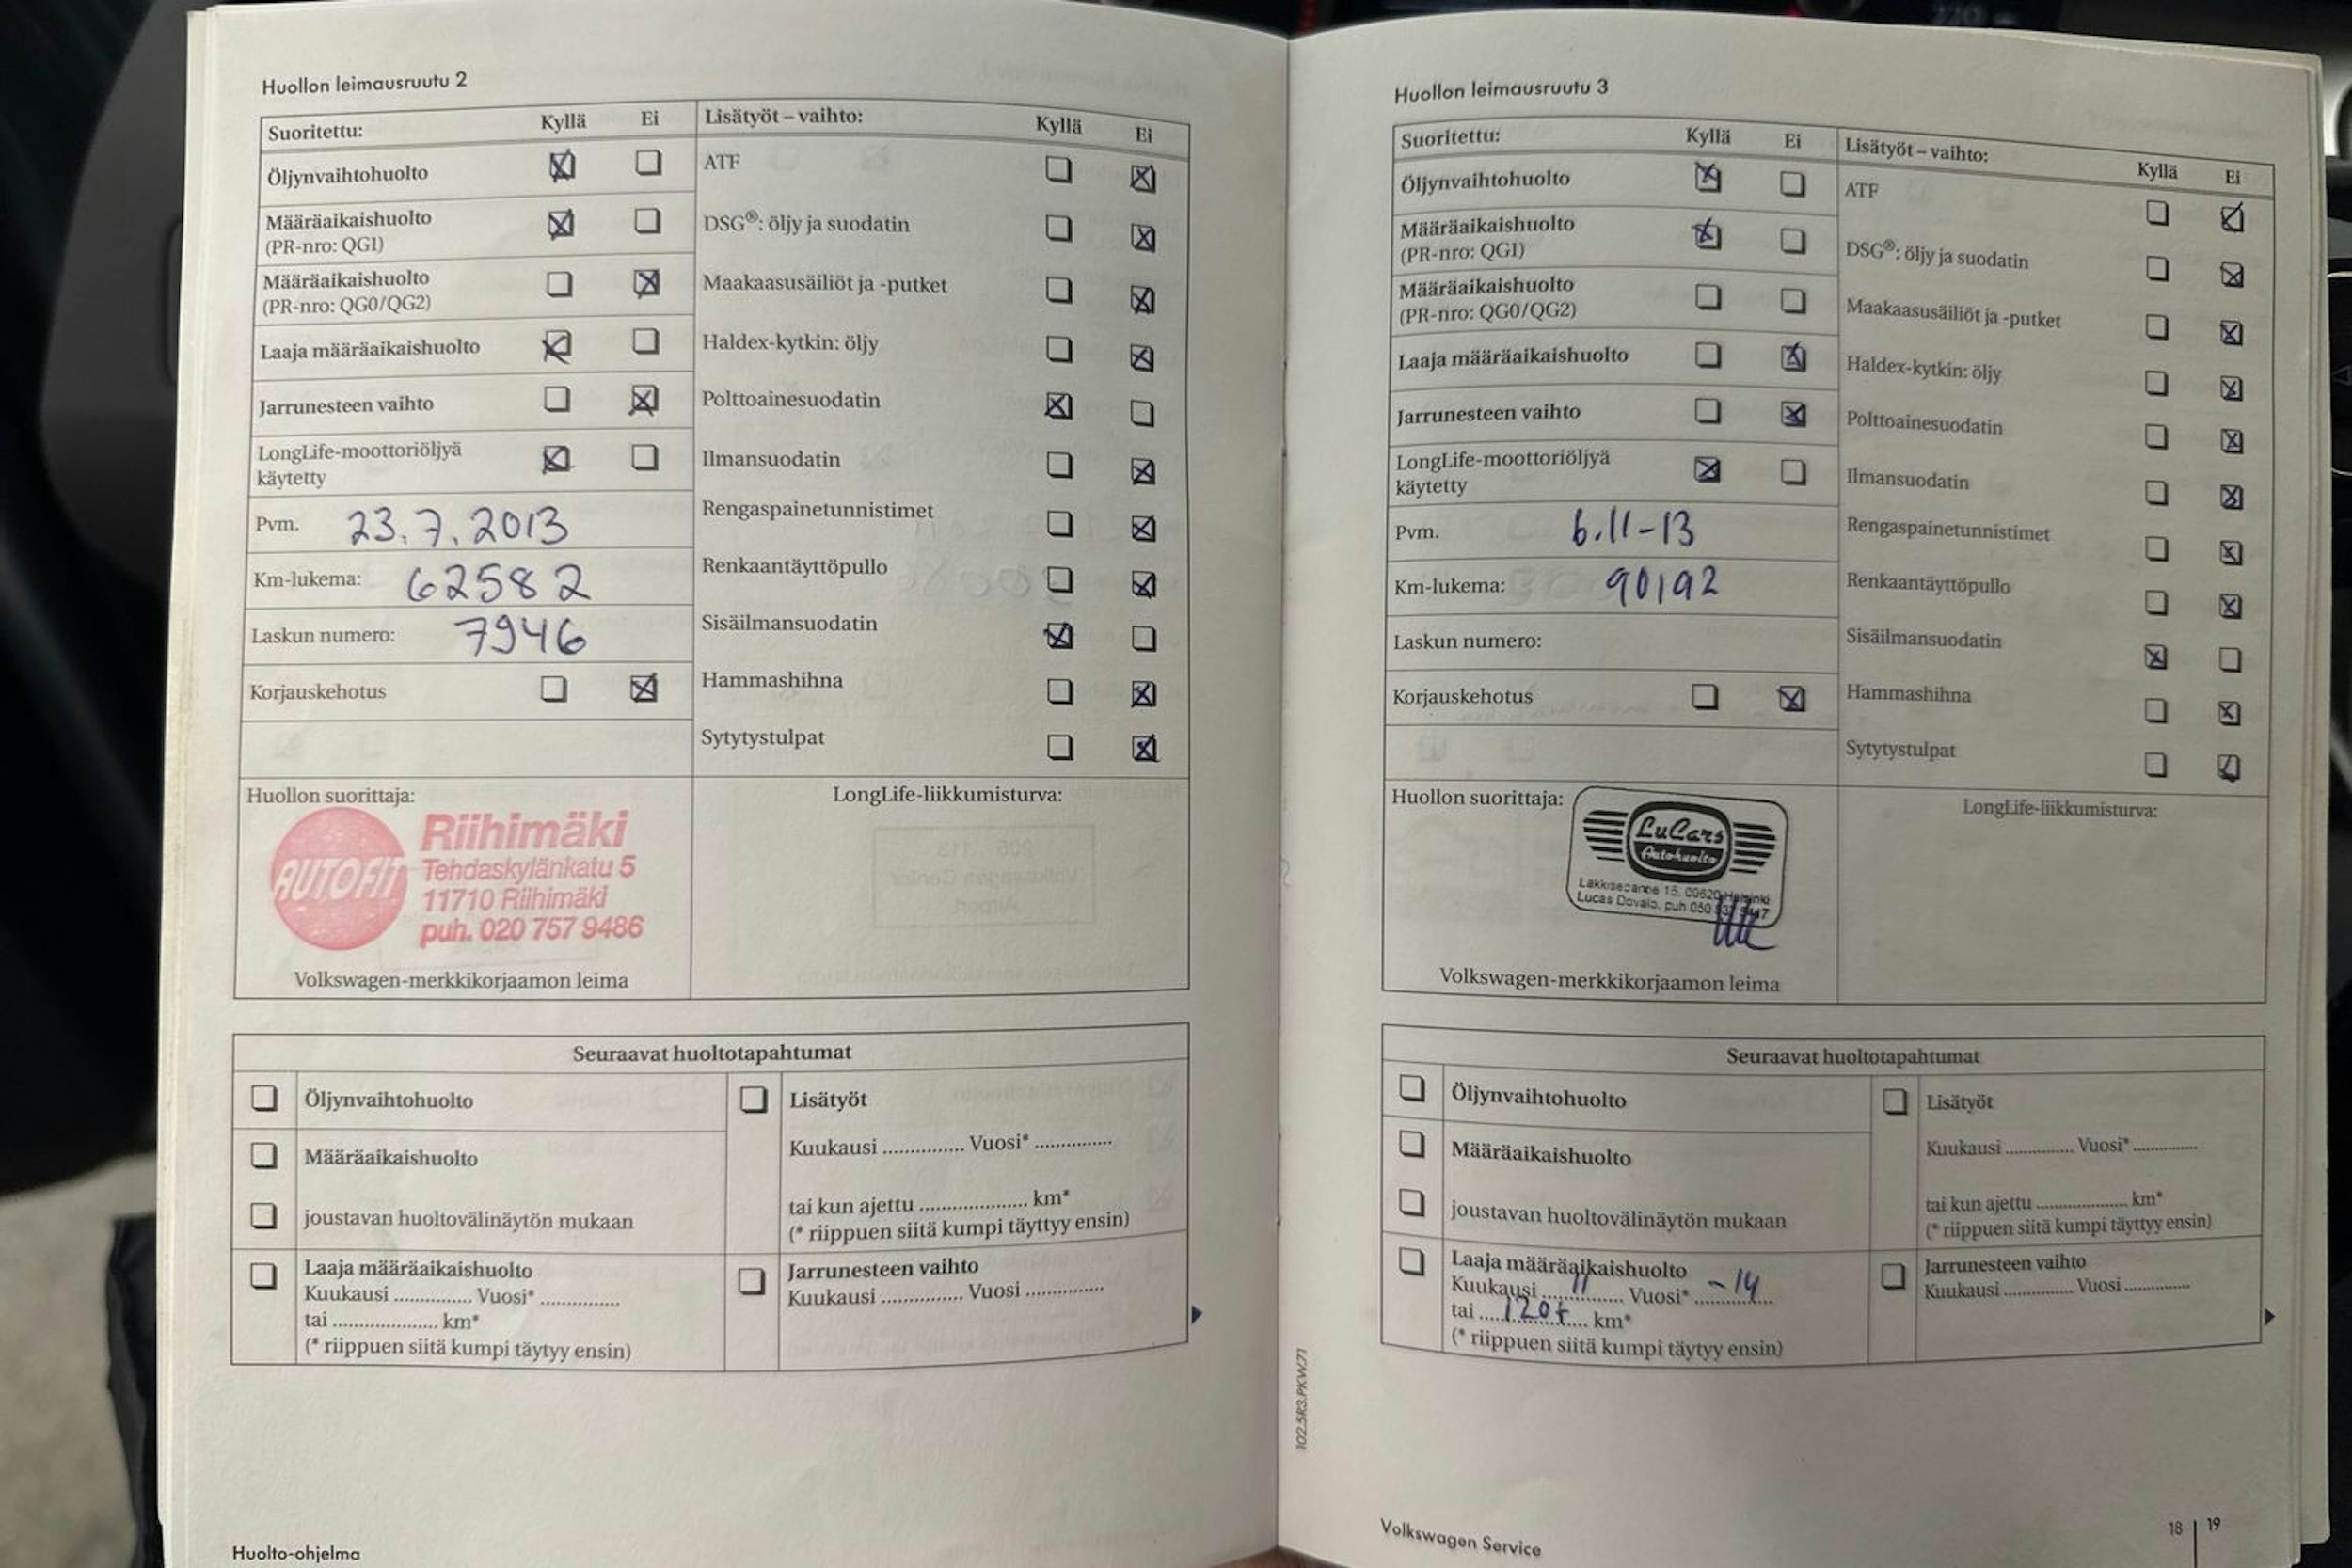 Huollon leimausruutu 2
Suoritettu: Kyllä Ei
Öljynvaihtohuolto
Määräaikaishuolto
(PR-nro: QG1)
Määräaikaishuolto
(PR-nro: QG0/QG2)
Laaja määräaikaishuolto
Jarrunesteen vaihto
LongLife-moottoriöljyä
käytetty
Pvm. 23.7.2013
Km-lukema: 62582
Laskun numero: 7946
Korjauskehotus
Lisätyöt – vaihto: Kyllä Ei
ATF
DSG®: öljy ja suodatin
Maakaasusäiliöt ja -putket
Haldex-kytkin: öljy
Polttoainesuodatin
Ilmansuodatin
Rengaspainetunnistimet
Renkaantäyttöpullo
Sisäilmansuodatin
Hammashihna
Sytytystulpat
Huollon suorittaja:
AUTOFIT
Riihimäki
Tehdaskylänkatu 5
11710 Riihimäki
puh. 020 757 9486
Volkswagen-merkkikorjaamon leima
LongLife-liikkumisturva:
Seuraavat huoltotapahtumat
Öljynvaihtohuolto
Määräaikaishuolto
joustavan huoltovälinäytön mukaan
Laaja määräaikaishuolto
Kuukausi ............... Vuosi* ...............
tai .................... km*
(* riippuen siitä kumpi täytyy ensin)
Lisätyöt
Kuukausi ............... Vuosi* ...............
tai kun ajettu .................... km*
(* riippuen siitä kumpi täyttyy ensin)
Jarrunesteen vaihto
Kuukausi ............... Vuosi ...............
Huolto-ohjelma
Huollon leimausruutu 3
Suoritettu: Kyllä Ei
Öljynvaihtohuolto
Määräaikaishuolto
(PR-nro: QG1)
Määräaikaishuolto
(PR-nro: QG0/QG2)
Laaja määräaikaishuolto
Jarrunesteen vaihto
LongLife-moottoriöljyä
käytetty
Pvm. 6.11-13
Km-lukema: 90192
Laskun numero:
Korjauskehotus
Lisätyöt – vaihto: Kyllä Ei
ATF
DSG®: öljy ja suodatin
Maakaasusäiliöt ja -putket
Haldex-kytkin: öljy
Polttoainesuodatin
Ilmansuodatin
Rengaspainetunnistimet
Renkaantäyttöpullo
Sisäilmansuodatin
Hammashihna
Sytytystulpat
Huollon suorittaja:
LuCars
Autohuolto
15, 00620 Helsinki
Lucas Dovalo, puh 050
Volkswagen-merkkikorjaamon leima
LongLife-liikkumisturva:
Seuraavat huoltotapahtumat
Öljynvaihtohuolto
Määräaikaishuolto
joustavan huoltovälinäytön mukaan
Laaja määräaikaishuolto
Kuukausi 11 Vuosi* -14
tai 120t km*
(* riippuen siitä kumpi täytyy ensin)
Lisätyöt
Kuukausi ............... Vuosi* ...............
tai kun ajettu .................... km*
(* riippuen siitä kumpi täyttyy ensin)
Jarrunesteen vaihto
Kuukausi ............... Vuosi ...............
102.5R3.PKW.71
Volkswagen Service
18 | 19